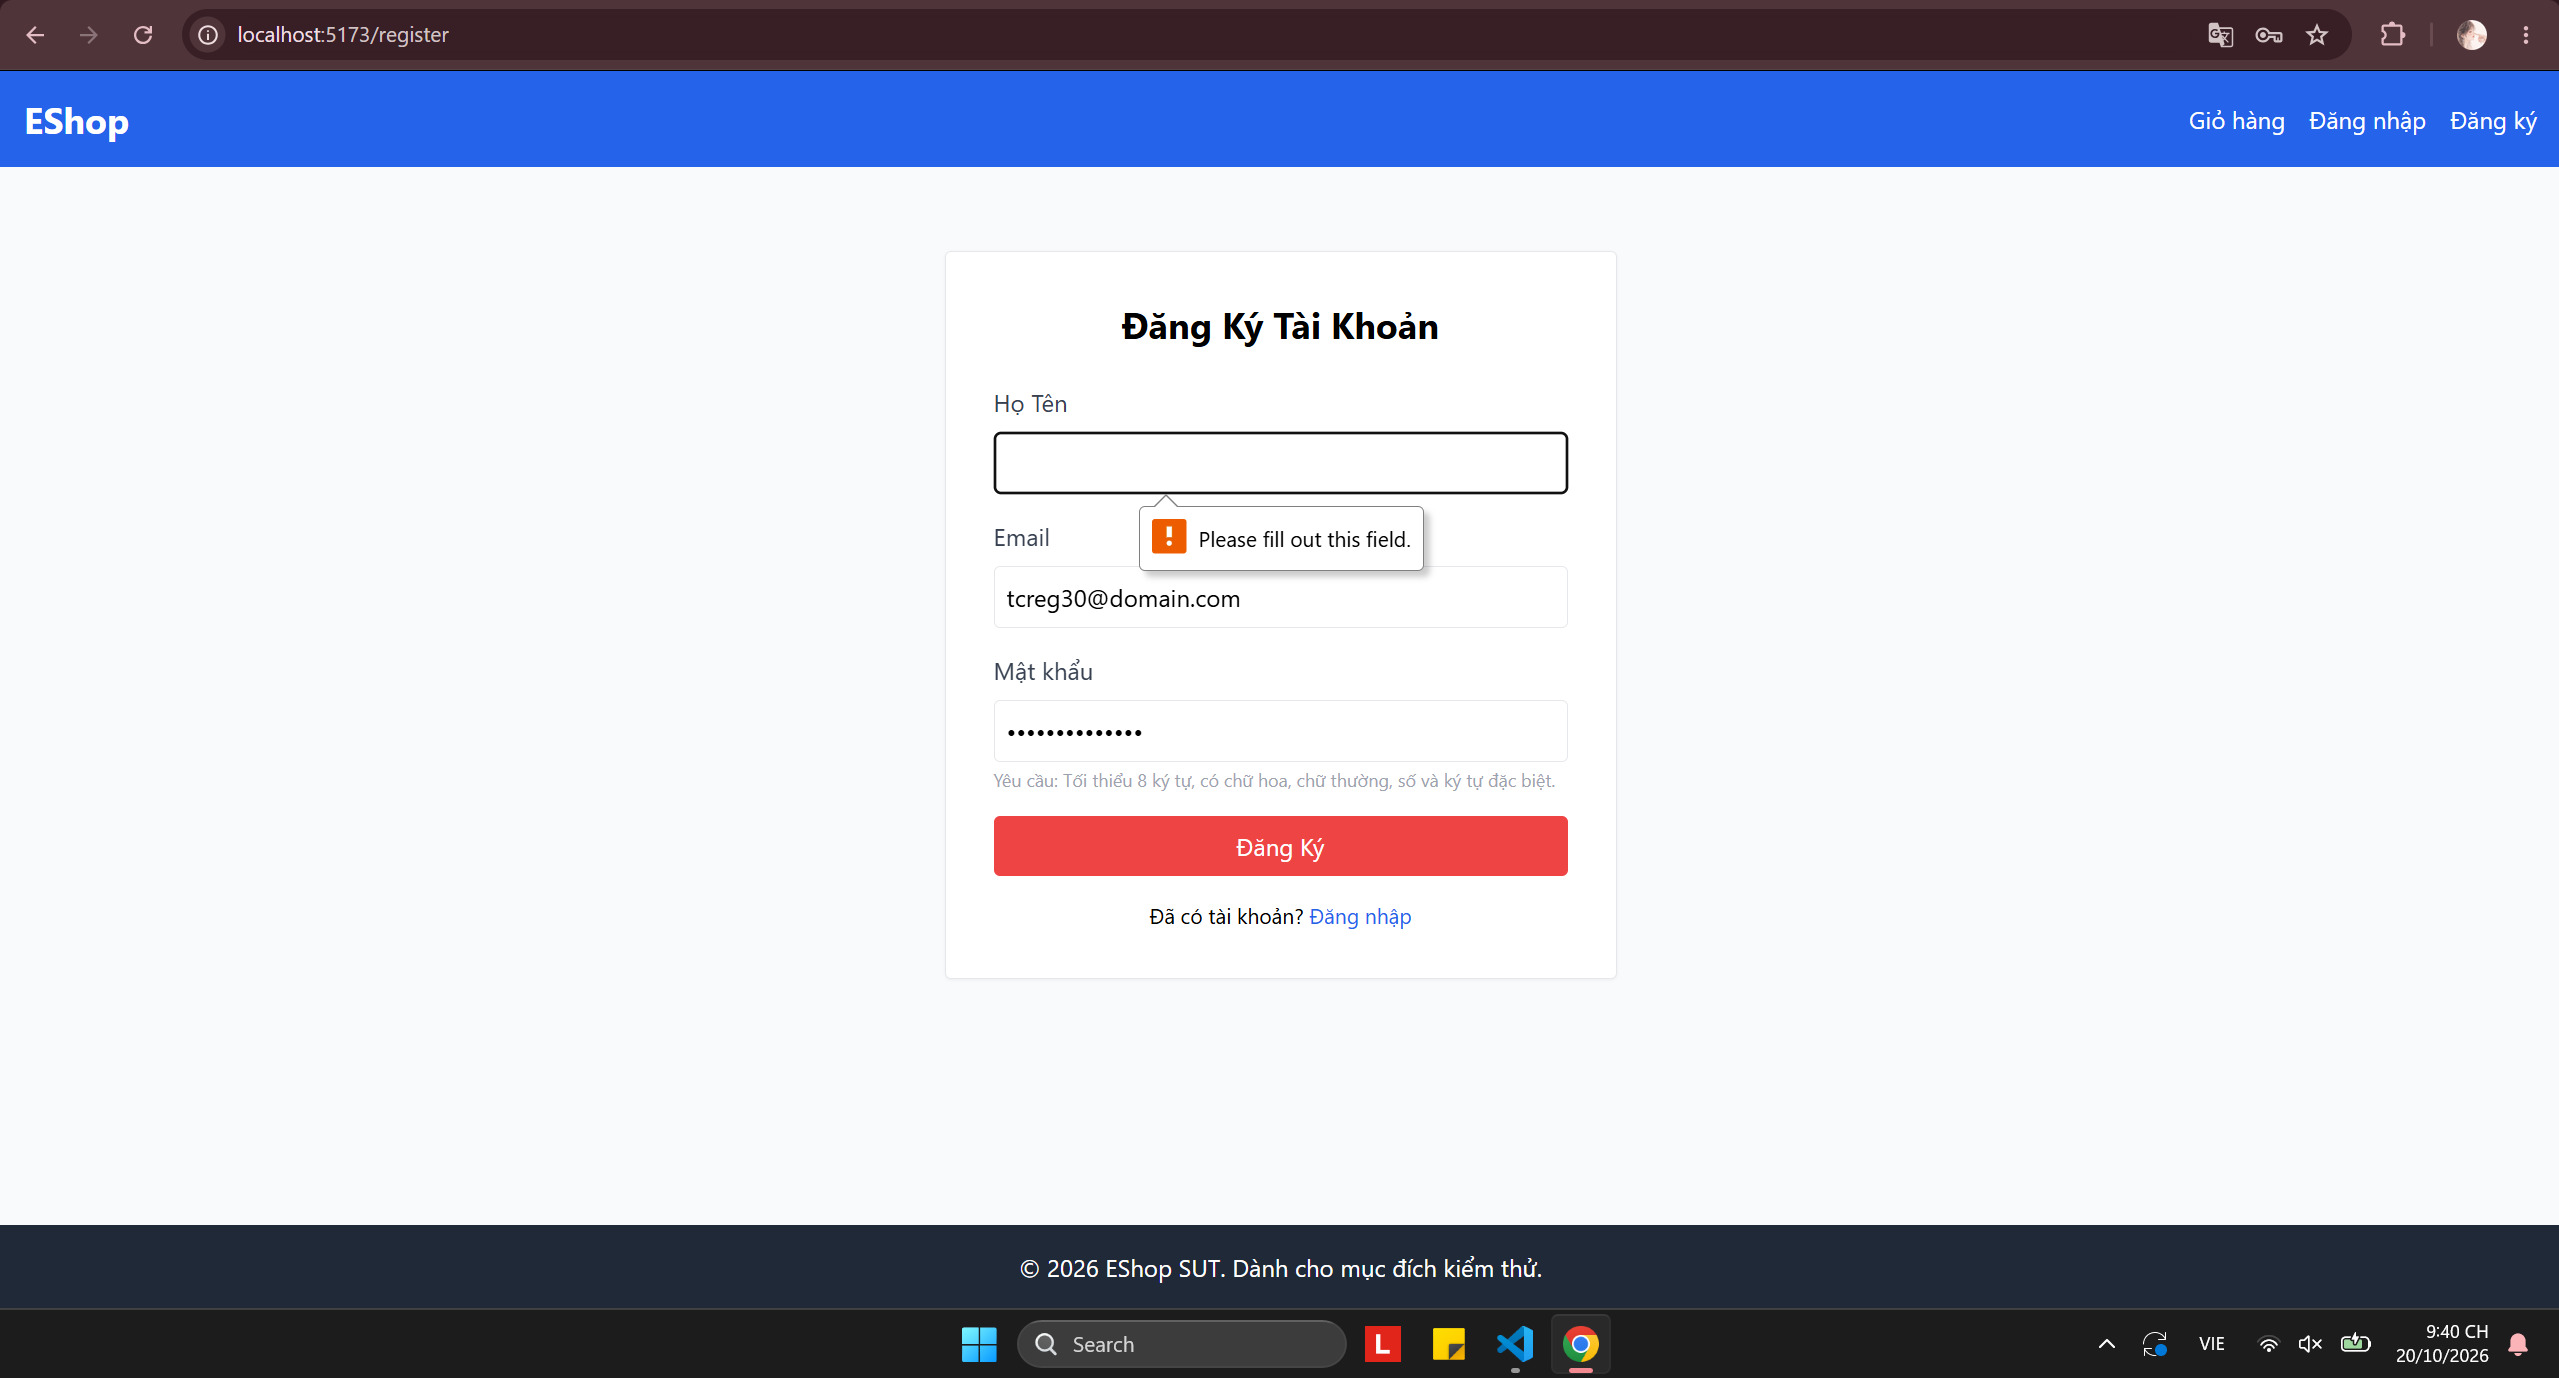 localhost:5173/register
EShop
Giỏ hàng Đăng nhập Đăng ký
Đăng Ký Tài Khoản
Họ Tên
Please fill out this field.
Email
tcreg30@domain.com
Mật khẩu
••••••••••••••
Yêu cầu: Tối thiểu 8 ký tự, có chữ hoa, chữ thường, số và ký tự đặc biệt.
Đăng Ký
Đã có tài khoản? Đăng nhập
© 2026 EShop SUT. Dành cho mục đích kiểm thử.
Search
L
VIE
9:40 CH
20/10/2026